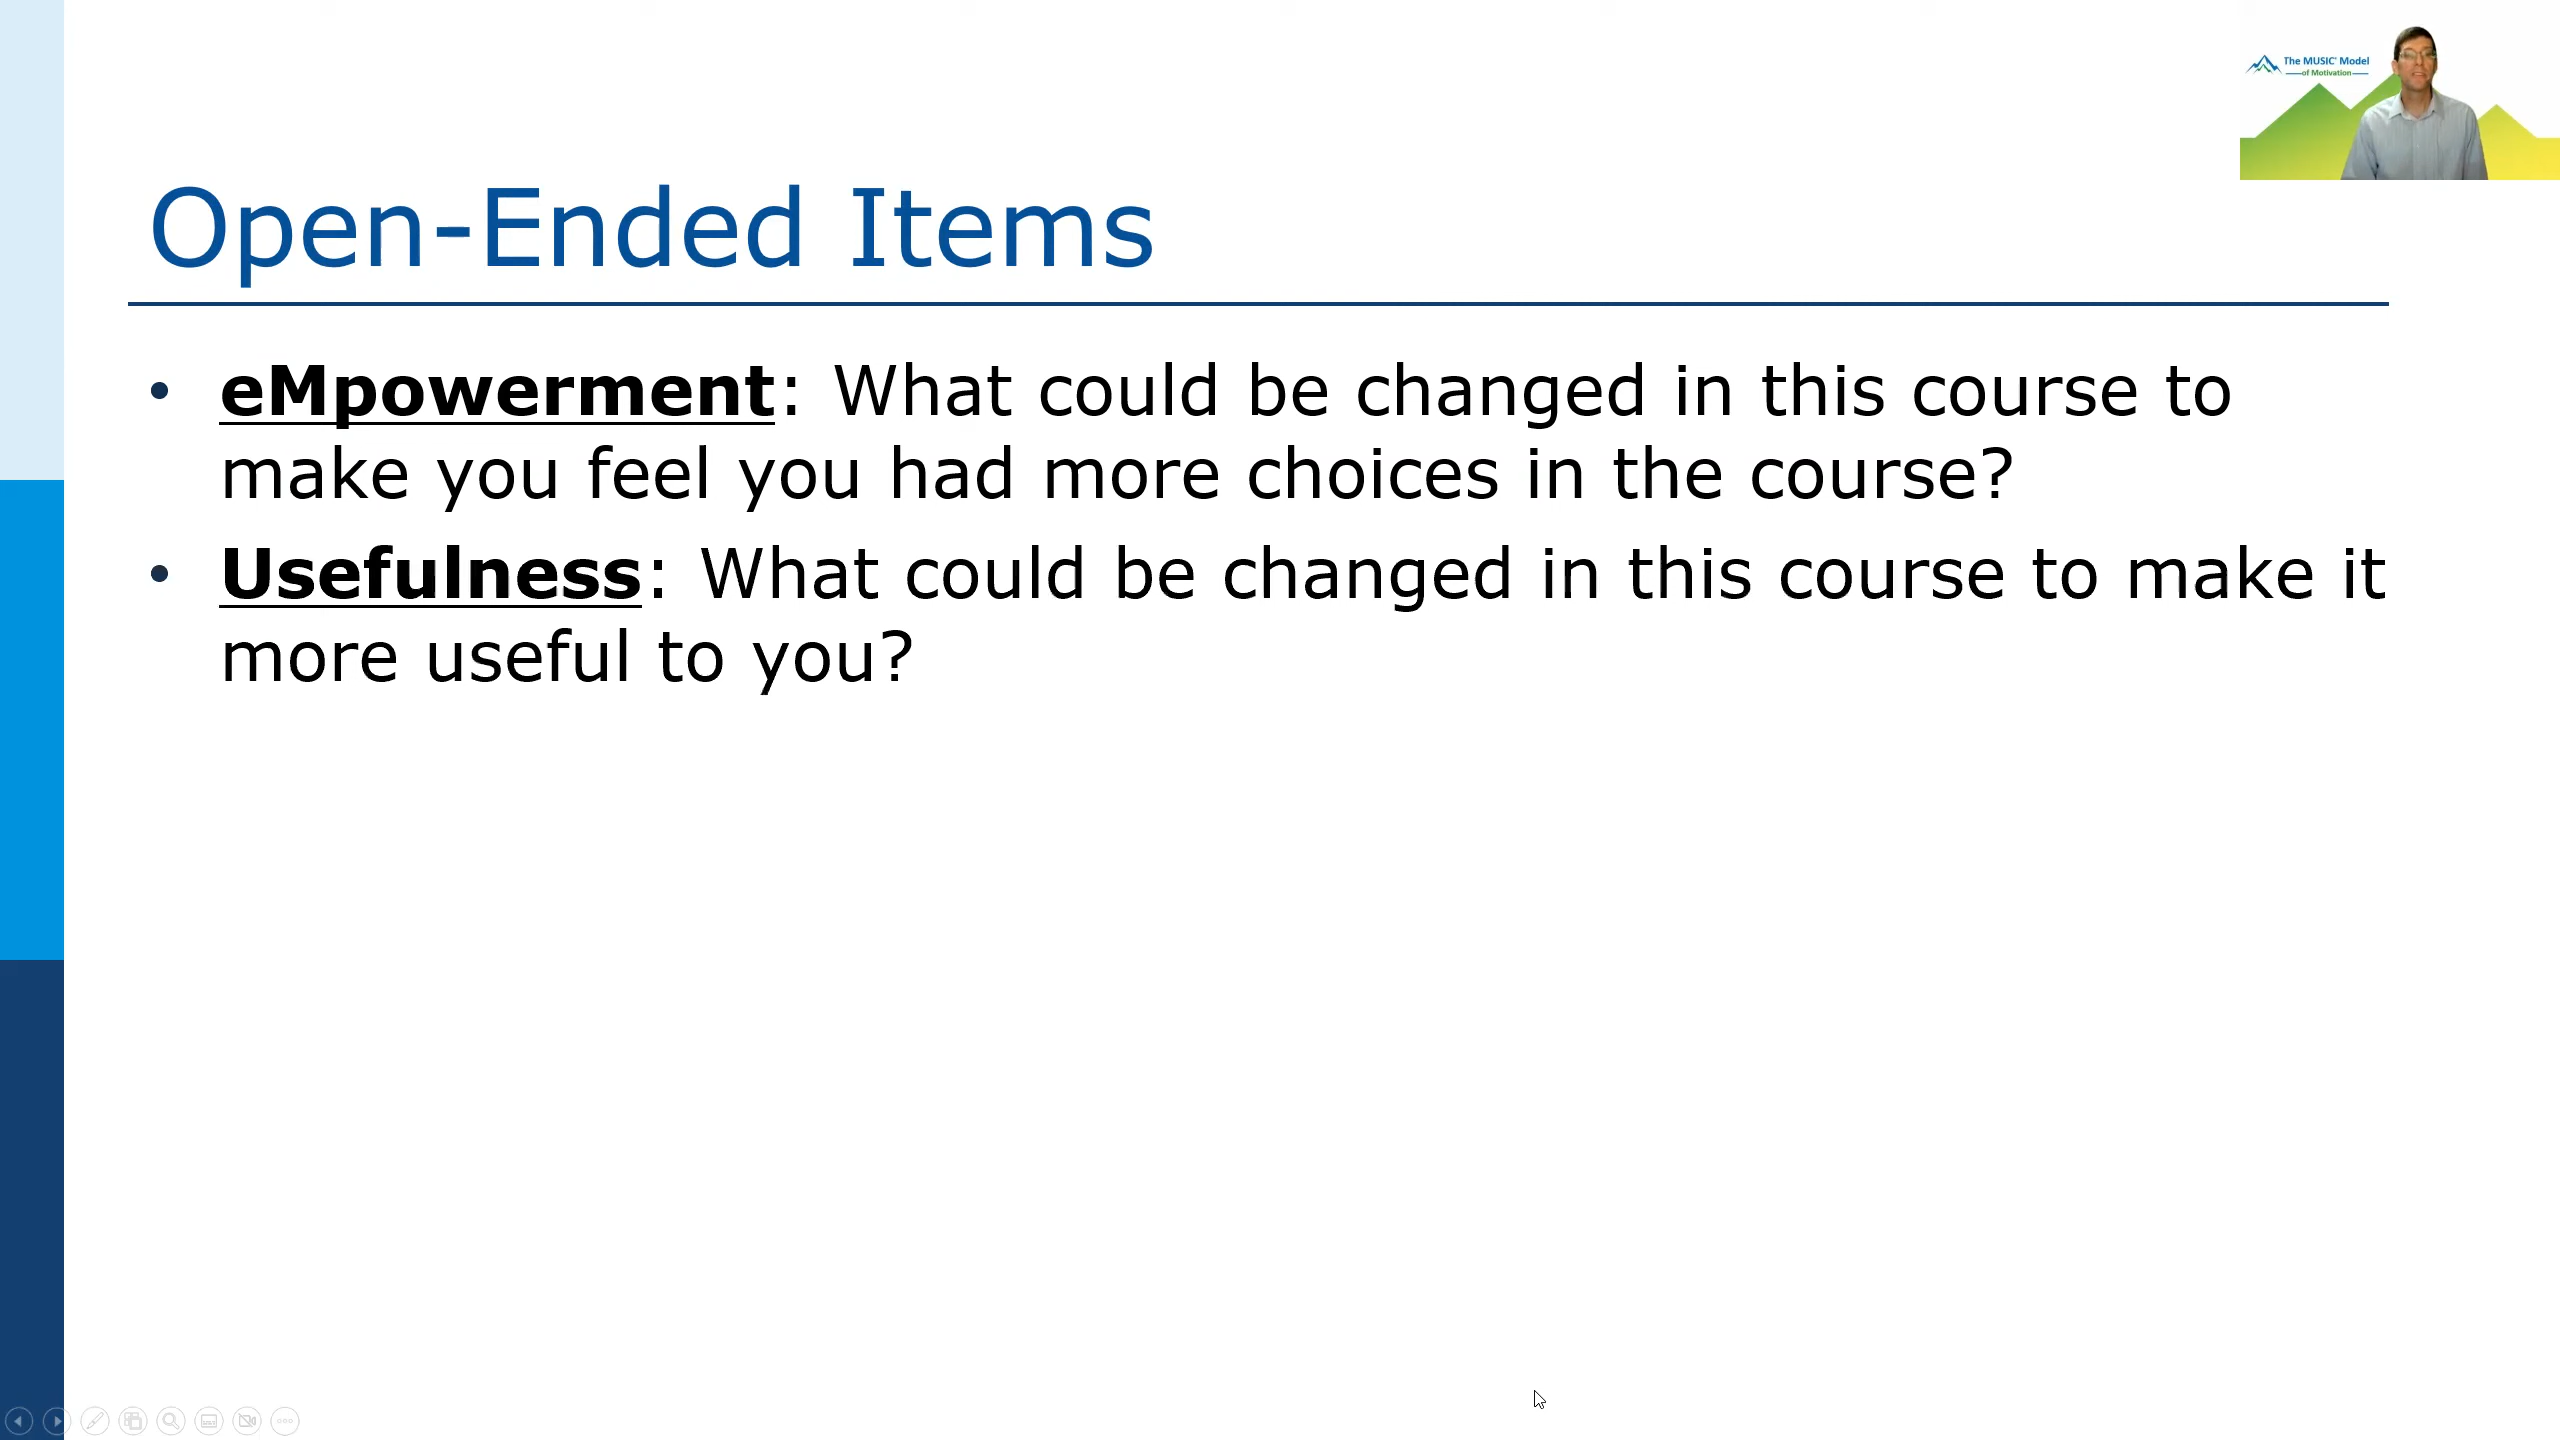 The MUSIC® Model
of Motivation
Open-Ended Items
• eMpowerment: What could be changed in this course to
make you feel you had more choices in the course?
• Usefulness: What could be changed in this course to make it
more useful to you?